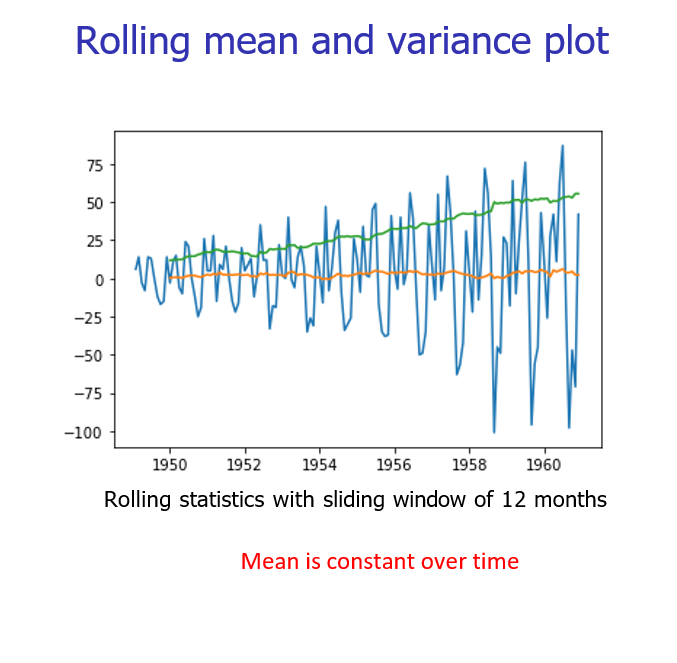 Rolling mean and variance plot
75
50
25
0
−25
−50
−75
−100
1950 1952 1954 1956 1958 1960
Rolling statistics with sliding window of 12 months
Mean is constant over time